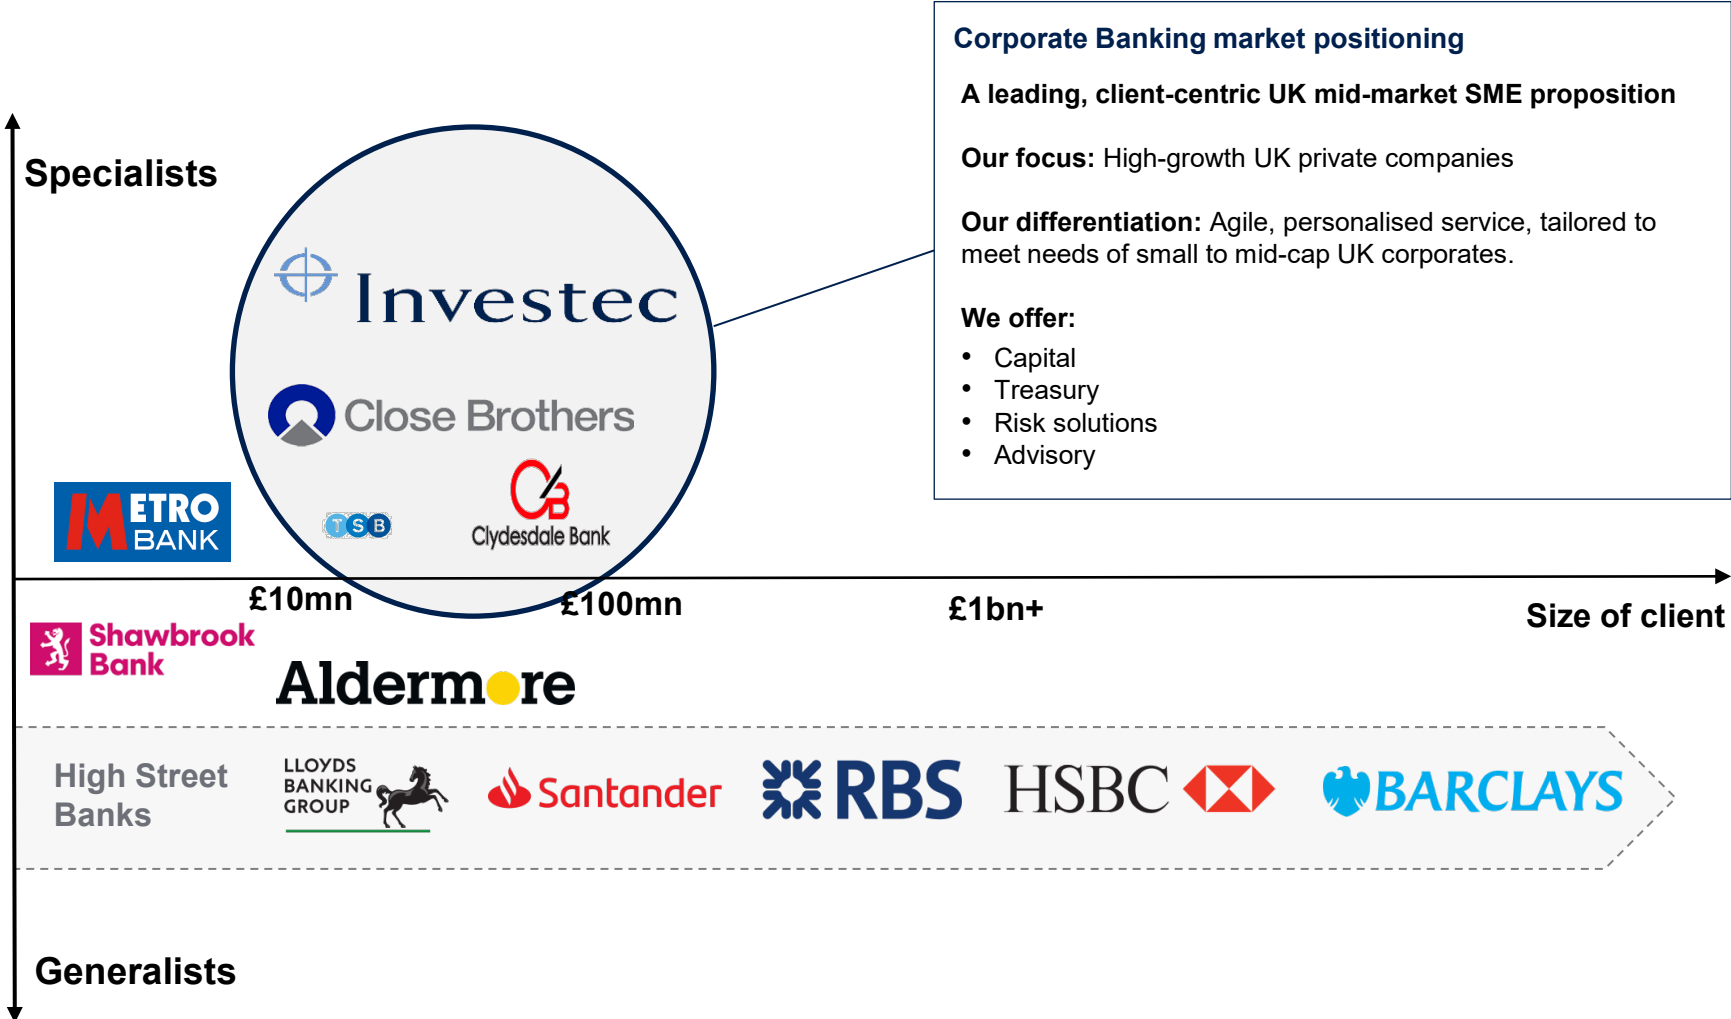 Corporate Banking market positioning
A leading, client-centric UK mid-market SME proposition
Our focus: High-growth UK private companies
Our differentiation: Agile, personalised service, tailored to
meet needs of small to mid-cap UK corporates.
We offer:
• Capital
• Treasury
• Risk solutions
• Advisory
Specialists
Investec
Close Brothers
METRO
BANK
TSB
CYB
Clydesdale Bank
£10mn
£100mn
£1bn+
Size of client
Shawbrook
Bank
Aldermore
High Street
Banks
LLOYDS
BANKING
GROUP
Santander
RBS
HSBC
BARCLAYS
Generalists